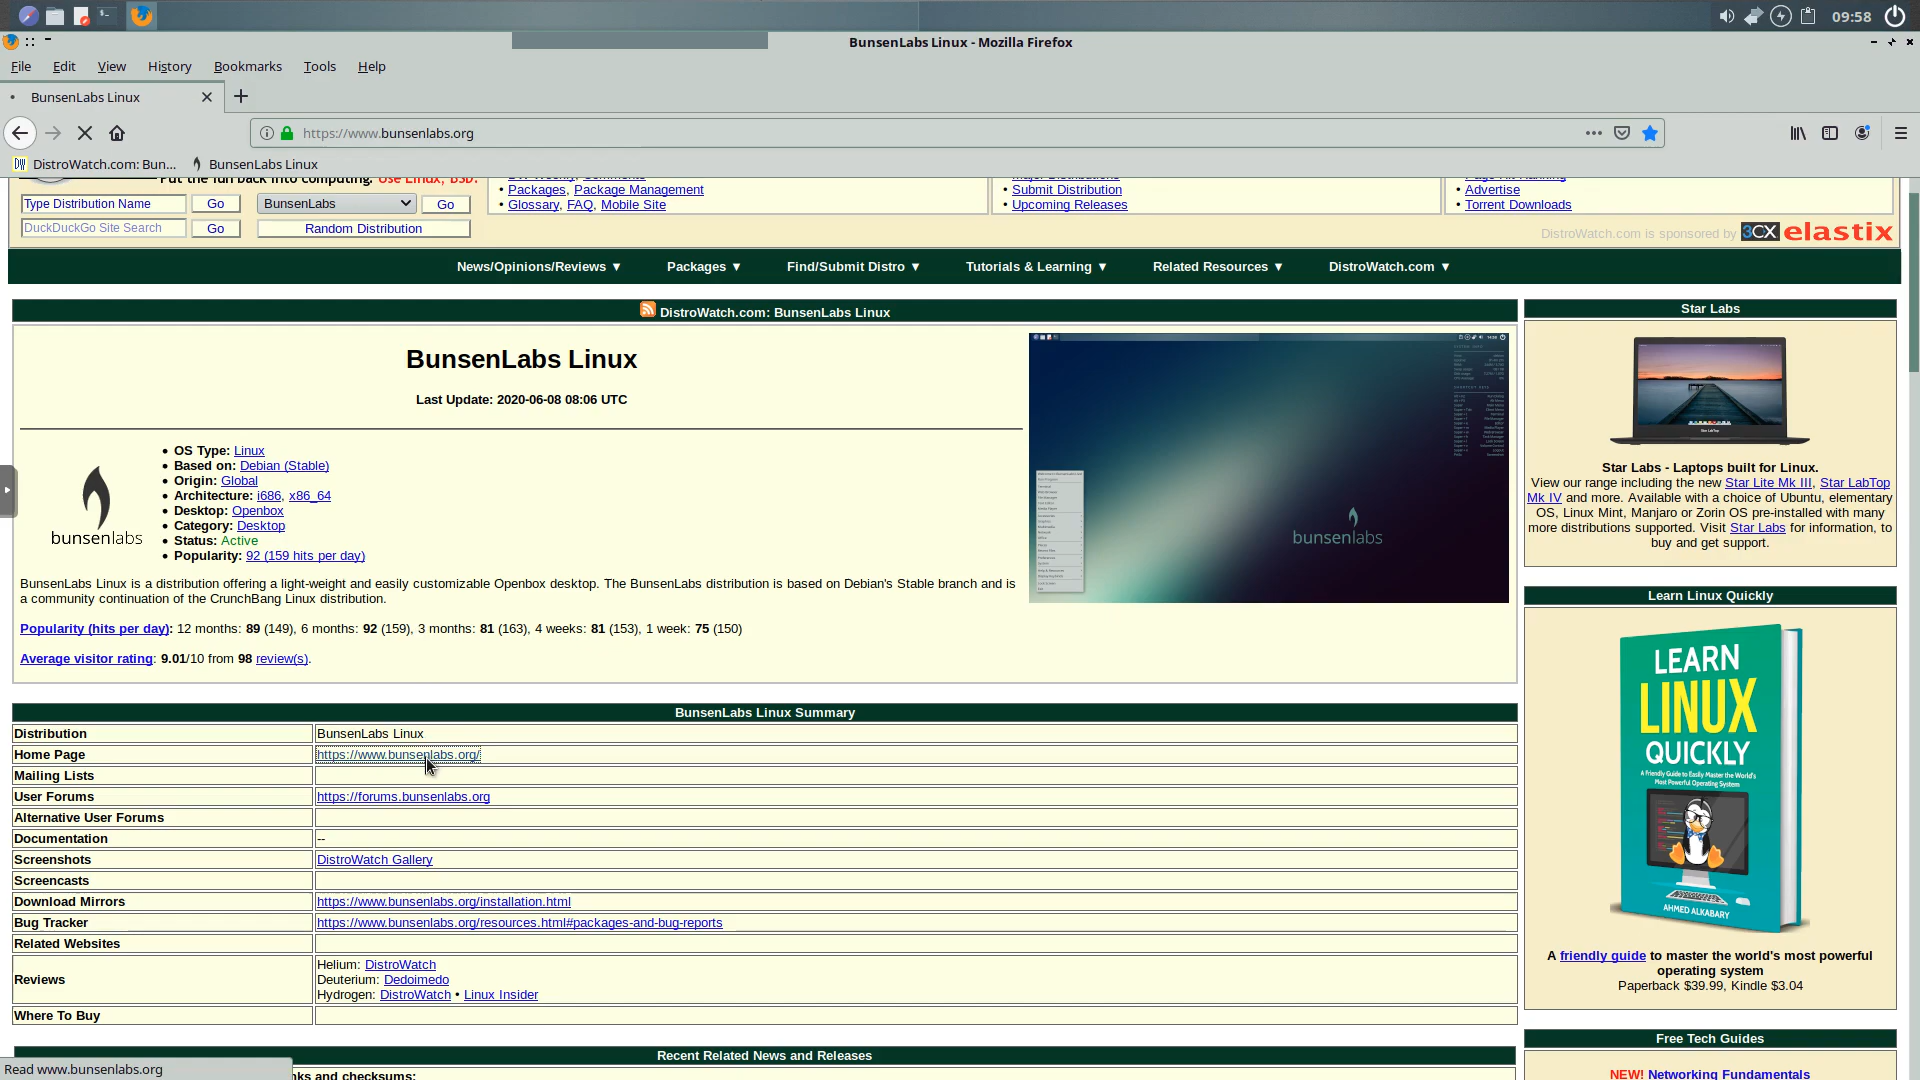 09:58
BunsenLabs Linux - Mozilla Firefox
File Edit View History Bookmarks Tools Help
BunsenLabs Linux
https://www.bunsenlabs.org
DistroWatch.com: Bun... BunsenLabs Linux
Put the fun back into computing. Use Linux, BSD.
Type Distribution Name Go BunsenLabs Go
DuckDuckGo Site Search Go Random Distribution
• Packages, Package Management
• Glossary, FAQ, Mobile Site
• Submit Distribution
• Upcoming Releases
• Advertise
• Torrent Downloads
DistroWatch.com is sponsored by 3CX elastix
News/Opinions/Reviews ▼ Packages ▼ Find/Submit Distro ▼ Tutorials & Learning ▼ Related Resources ▼ DistroWatch.com ▼
DistroWatch.com: BunsenLabs Linux
BunsenLabs Linux
Last Update: 2020-06-08 08:06 UTC
bunsenlabs
• OS Type: Linux
• Based on: Debian (Stable)
• Origin: Global
• Architecture: i686, x86_64
• Desktop: Openbox
• Category: Desktop
• Status: Active
• Popularity: 92 (159 hits per day)
bunsenlabs
BunsenLabs Linux is a distribution offering a light-weight and easily customizable Openbox desktop. The BunsenLabs distribution is based on Debian's Stable branch and is
a community continuation of the CrunchBang Linux distribution.
Popularity (hits per day): 12 months: 89 (149), 6 months: 92 (159), 3 months: 81 (163), 4 weeks: 81 (153), 1 week: 75 (150)
Average visitor rating: 9.01/10 from 98 review(s).
BunsenLabs Linux Summary
Distribution BunsenLabs Linux
Home Page https://www.bunsenlabs.org/
Mailing Lists
User Forums https://forums.bunsenlabs.org
Alternative User Forums
Documentation --
Screenshots DistroWatch Gallery
Screencasts
Download Mirrors https://www.bunsenlabs.org/installation.html
Bug Tracker https://www.bunsenlabs.org/resources.html#packages-and-bug-reports
Related Websites
Reviews
Helium: DistroWatch
Deuterium: Dedoimedo
Hydrogen: DistroWatch • Linux Insider
Where To Buy
Recent Related News and Releases
nks and checksums:
Read www.bunsenlabs.org
Star Labs
Star Labs - Laptops built for Linux.
View our range including the new Star Lite Mk III, Star LabTop
Mk IV and more. Available with a choice of Ubuntu, elementary
OS, Linux Mint, Manjaro or Zorin OS pre-installed with many
more distributions supported. Visit Star Labs for information, to
buy and get support.
Learn Linux Quickly
LEARN
LINUX
QUICKLY
A Friendly Guide to Easily Master the World's
Most Powerful Operating System
AHMED ALKABARY
A friendly guide to master the world's most powerful
operating system
Paperback $39.99, Kindle $3.04
Free Tech Guides
NEW! Networking Fundamentals